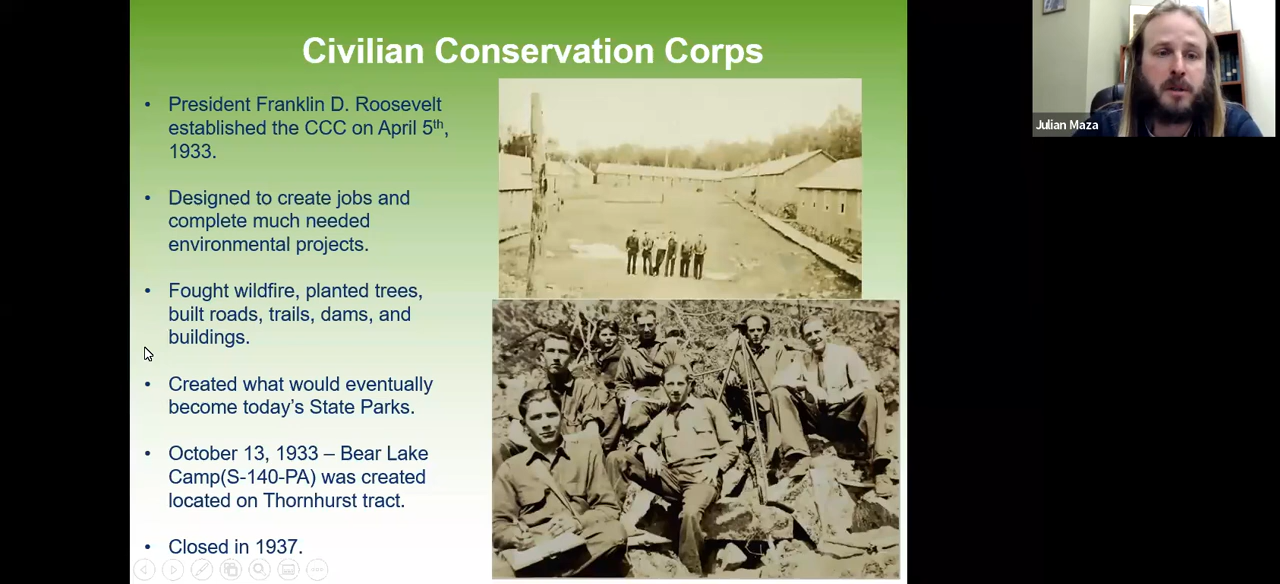 Civilian Conservation Corps
• President Franklin D. Roosevelt
established the CCC on April 5th,
1933.
• Designed to create jobs and
complete much needed
environmental projects.
• Fought wildfire, planted trees,
built roads, trails, dams, and
buildings.
• Created what would eventually
become today's State Parks.
• October 13, 1933 – Bear Lake
Camp(S-140-PA) was created
located on Thornhurst tract.
• Closed in 1937.
Julian Maza